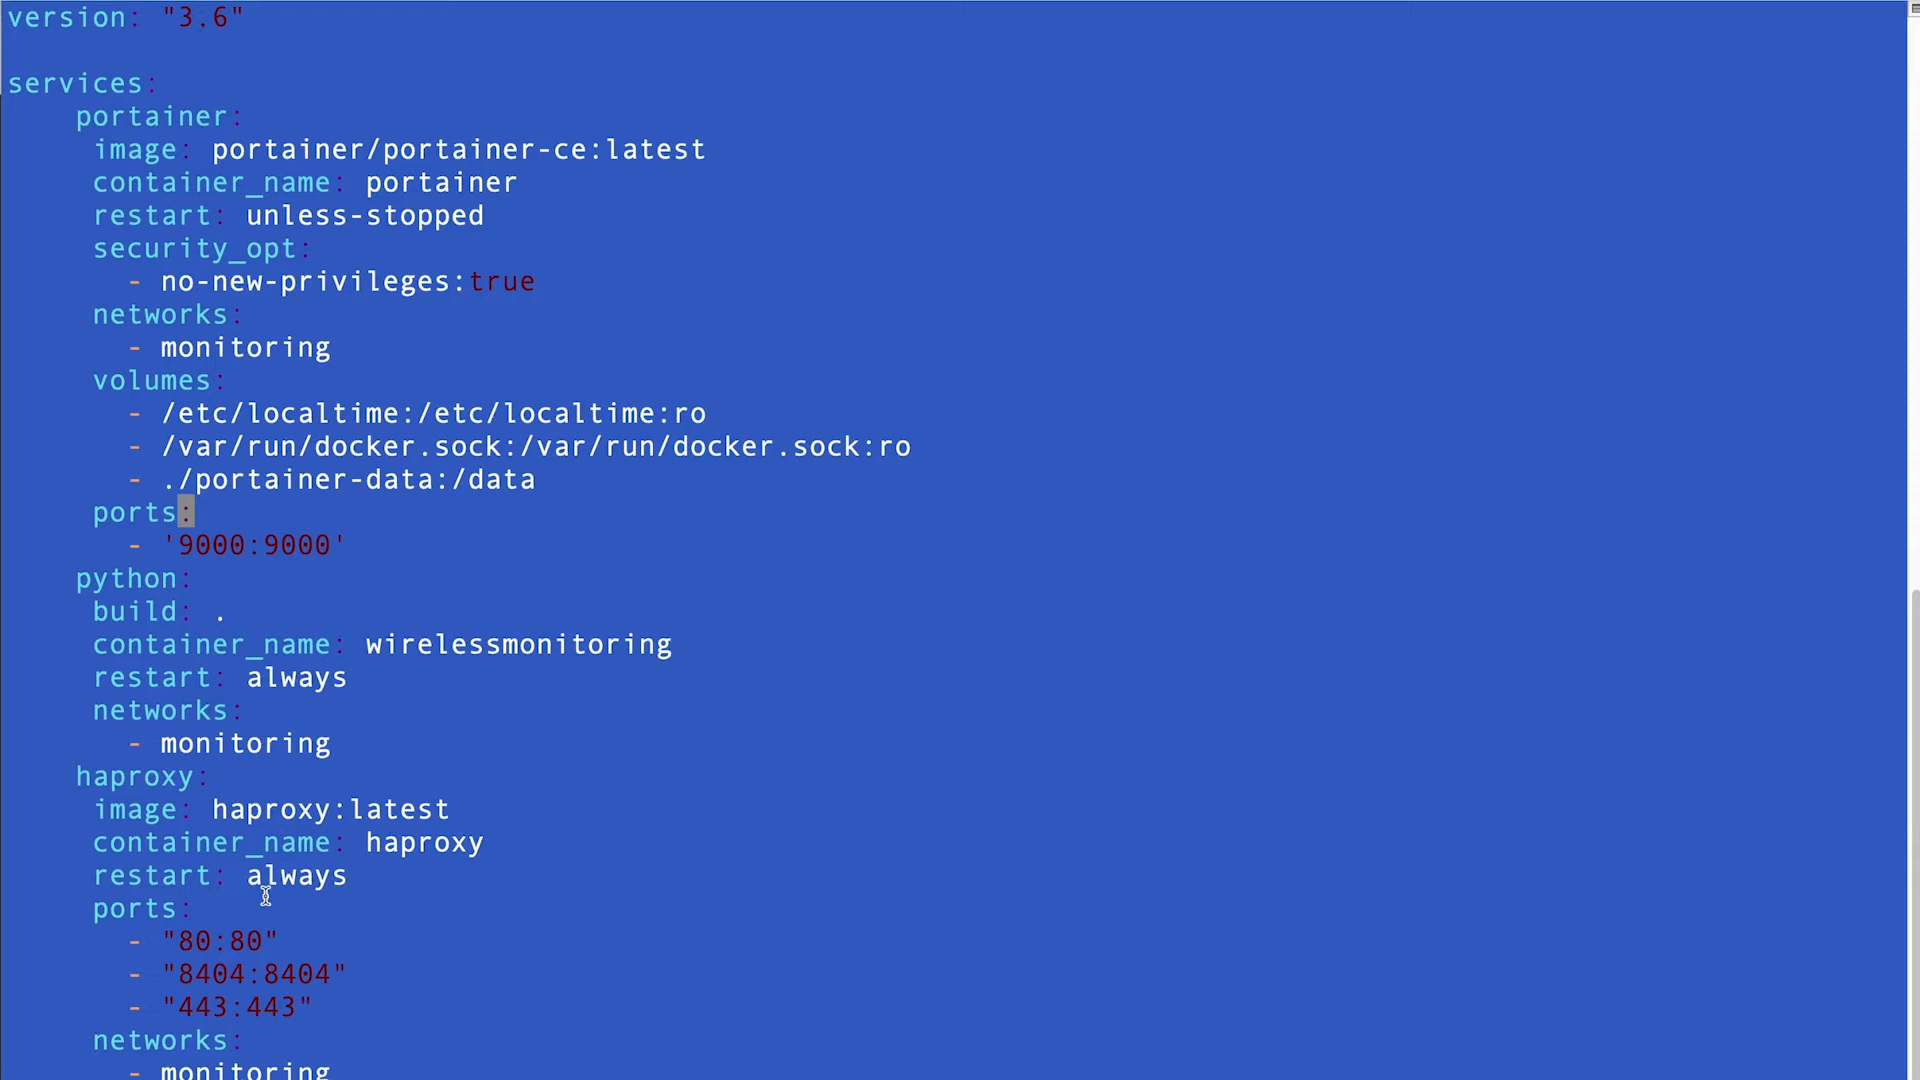 version: "3.6"
services:
portainer:
image: portainer/portainer-ce:latest
container_name: portainer
restart: unless-stopped
security_opt:
- no-new-privileges:true
networks:
- monitoring
volumes:
- /etc/localtime:/etc/localtime:ro
- /var/run/docker.sock:/var/run/docker.sock:ro
- ./portainer-data:/data
ports:
- '9000:9000'
python:
build: .
container_name: wirelessmonitoring
restart: always
networks:
- monitoring
haproxy:
image: haproxy:latest
container_name: haproxy
restart: always
ports:
- "80:80"
- "8404:8404"
- "443:443"
networks:
- monitoring